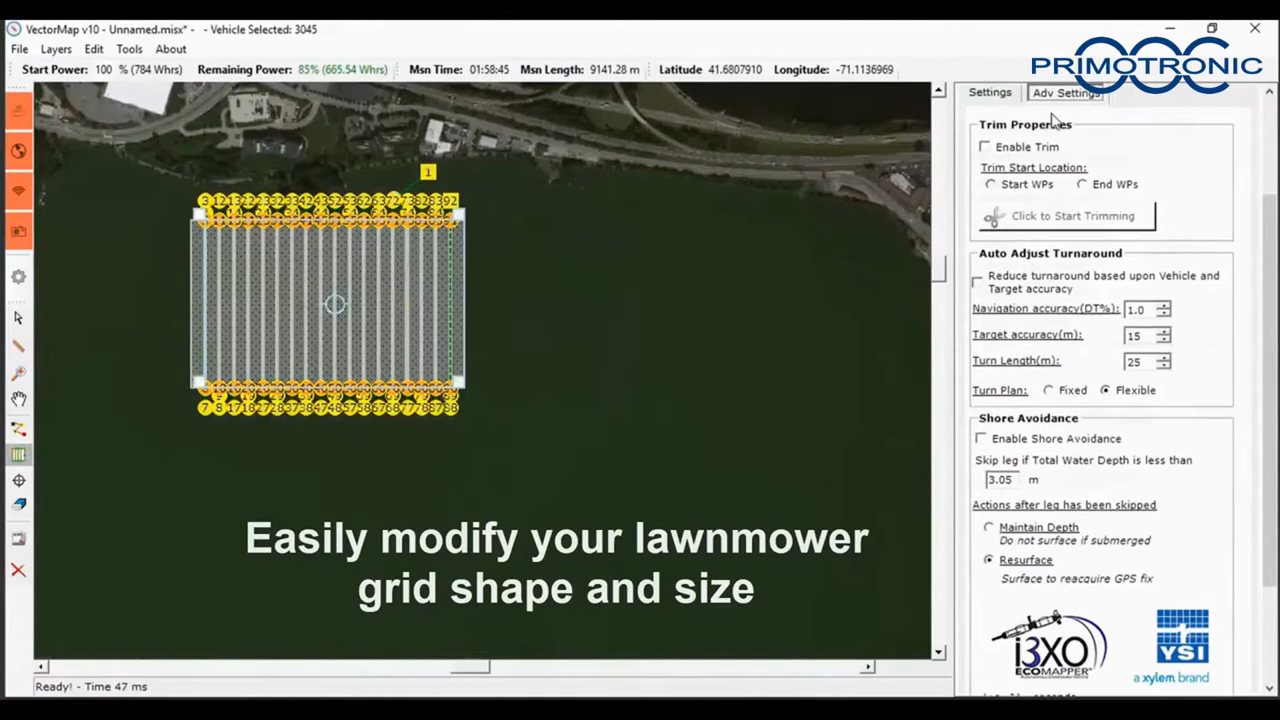 VectorMap v10 - Unnamed.misx* - - Vehicle Selected: 3045
PRIMOTRONIC
File Layers Edit Tools About
Start Power: 100 % (784 Whrs) Remaining Power: 85% (665.54 Whrs) Msn Time: 01:58:45 Msn Length: 9141.28 m Latitude 41.6807910 Longitude: -71.1136969
Settings Adv Settings
Trim Properties
Enable Trim
Trim Start Location:
Start WPs End WPs
Click to Start Trimming
Auto Adjust Turnaround
Reduce turnaround based upon Vehicle and
Target accuracy
Navigation accuracy(DT%): 1.0
Target accuracy(m): 15
Turn Length(m): 25
Turn Plan: Fixed Flexible
Shore Avoidance
Enable Shore Avoidance
Skip leg if Total Water Depth is less than
3.05 m
Actions after leg has been skipped
Maintain Depth
Do not surface if submerged
Resurface
Surface to reacquire GPS fix
1
Easily modify your lawnmower
grid shape and size
i3XO
ECOMAPPER
YSI
a xylem brand
Ready! - Time 47 ms